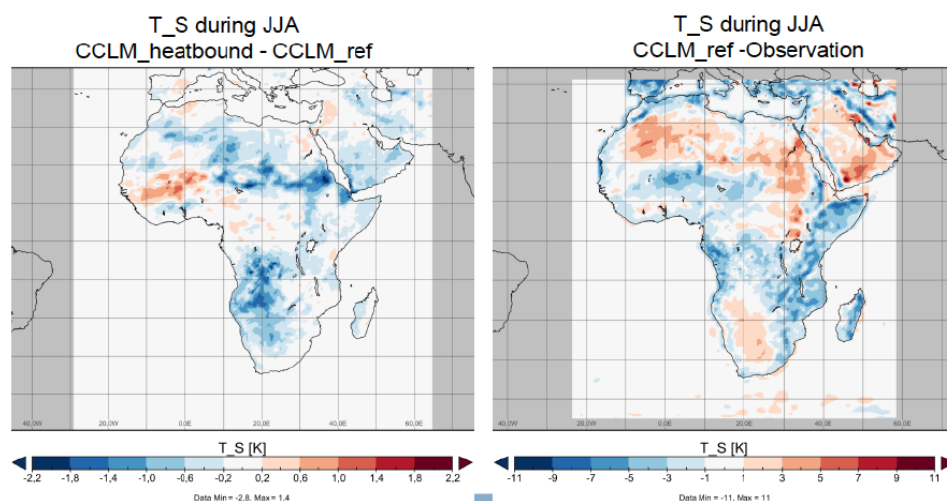 T_S during JJA
CCLM_heatbound - CCLM_ref
T_S during JJA
CCLM_ref -Observation
40,0W 20,0W 0,0E 20,0E 40,0E 60,0E
40,0W 20,0W 0,0E 20,0E 40,0E 60,0E
T_S [K]
-2,2 -1,8 -1,4 -1,0 -0,6 -0,2 0,2 0,6 1,0 1,4 1,8 2,2
Data Min = -2,8, Max = 1,4
T_S [K]
-11 -9 -7 -5 -3 -1 1 3 5 7 9 11
Data Min = -11, Max = 11